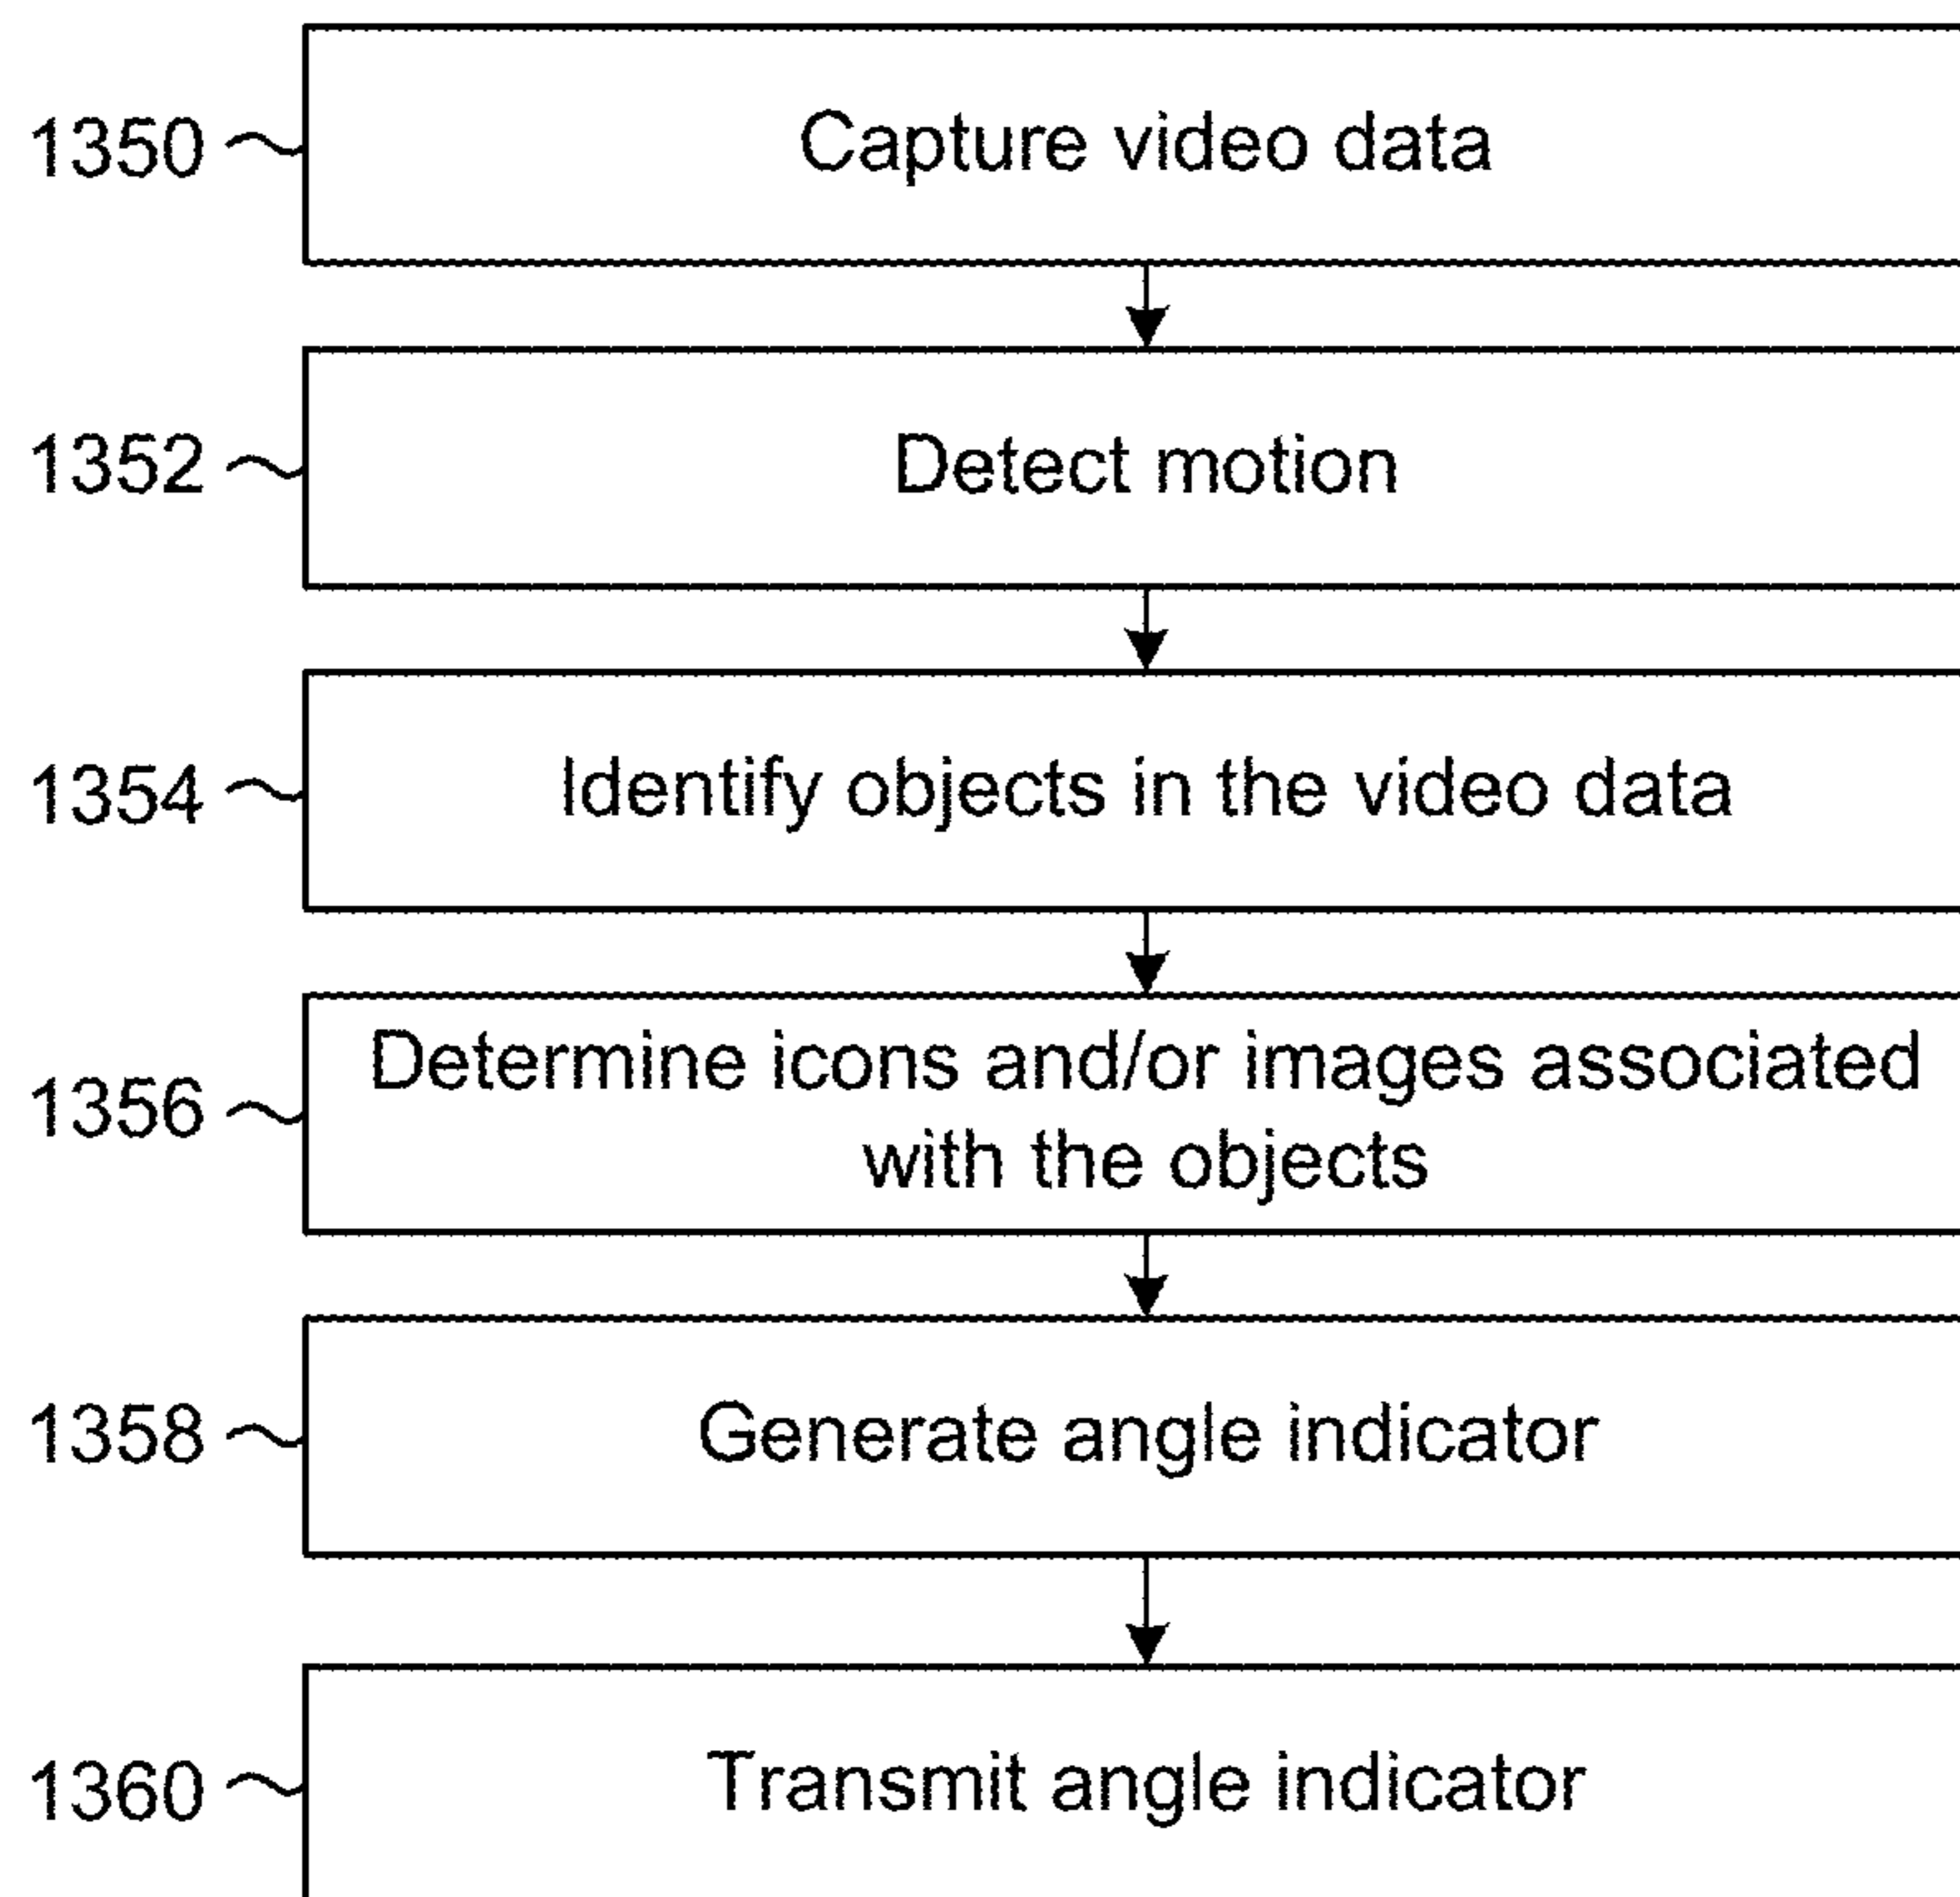 1350
Capture video data
1352
Detect motion
1354
Identify objects in the video data
1356
Determine icons and/or images associated
with the objects
1358
Generate angle indicator
1360
Transmit angle indicator